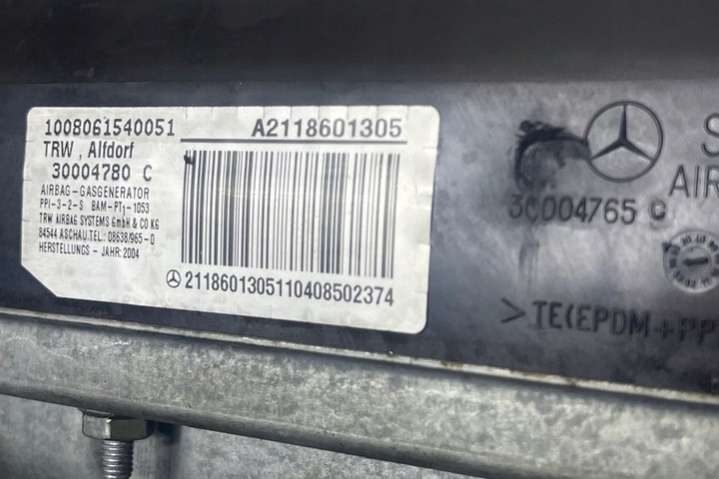 1008061540051
A2118601305
TRW , Alfdorf
30004780 C
AIRBAG-GASGENERATOR
PPI-3-2-S BAM-PT1-1053
TRW AIRBAG SYSTEMS GmbH & CO KG
84544 ASCHAU TEL: 08638/965-0
HERSTELLUNGS - JAHR: 2004
2118601305110408502374
S
AIR
30004765 C
>TE(EPDM+PP